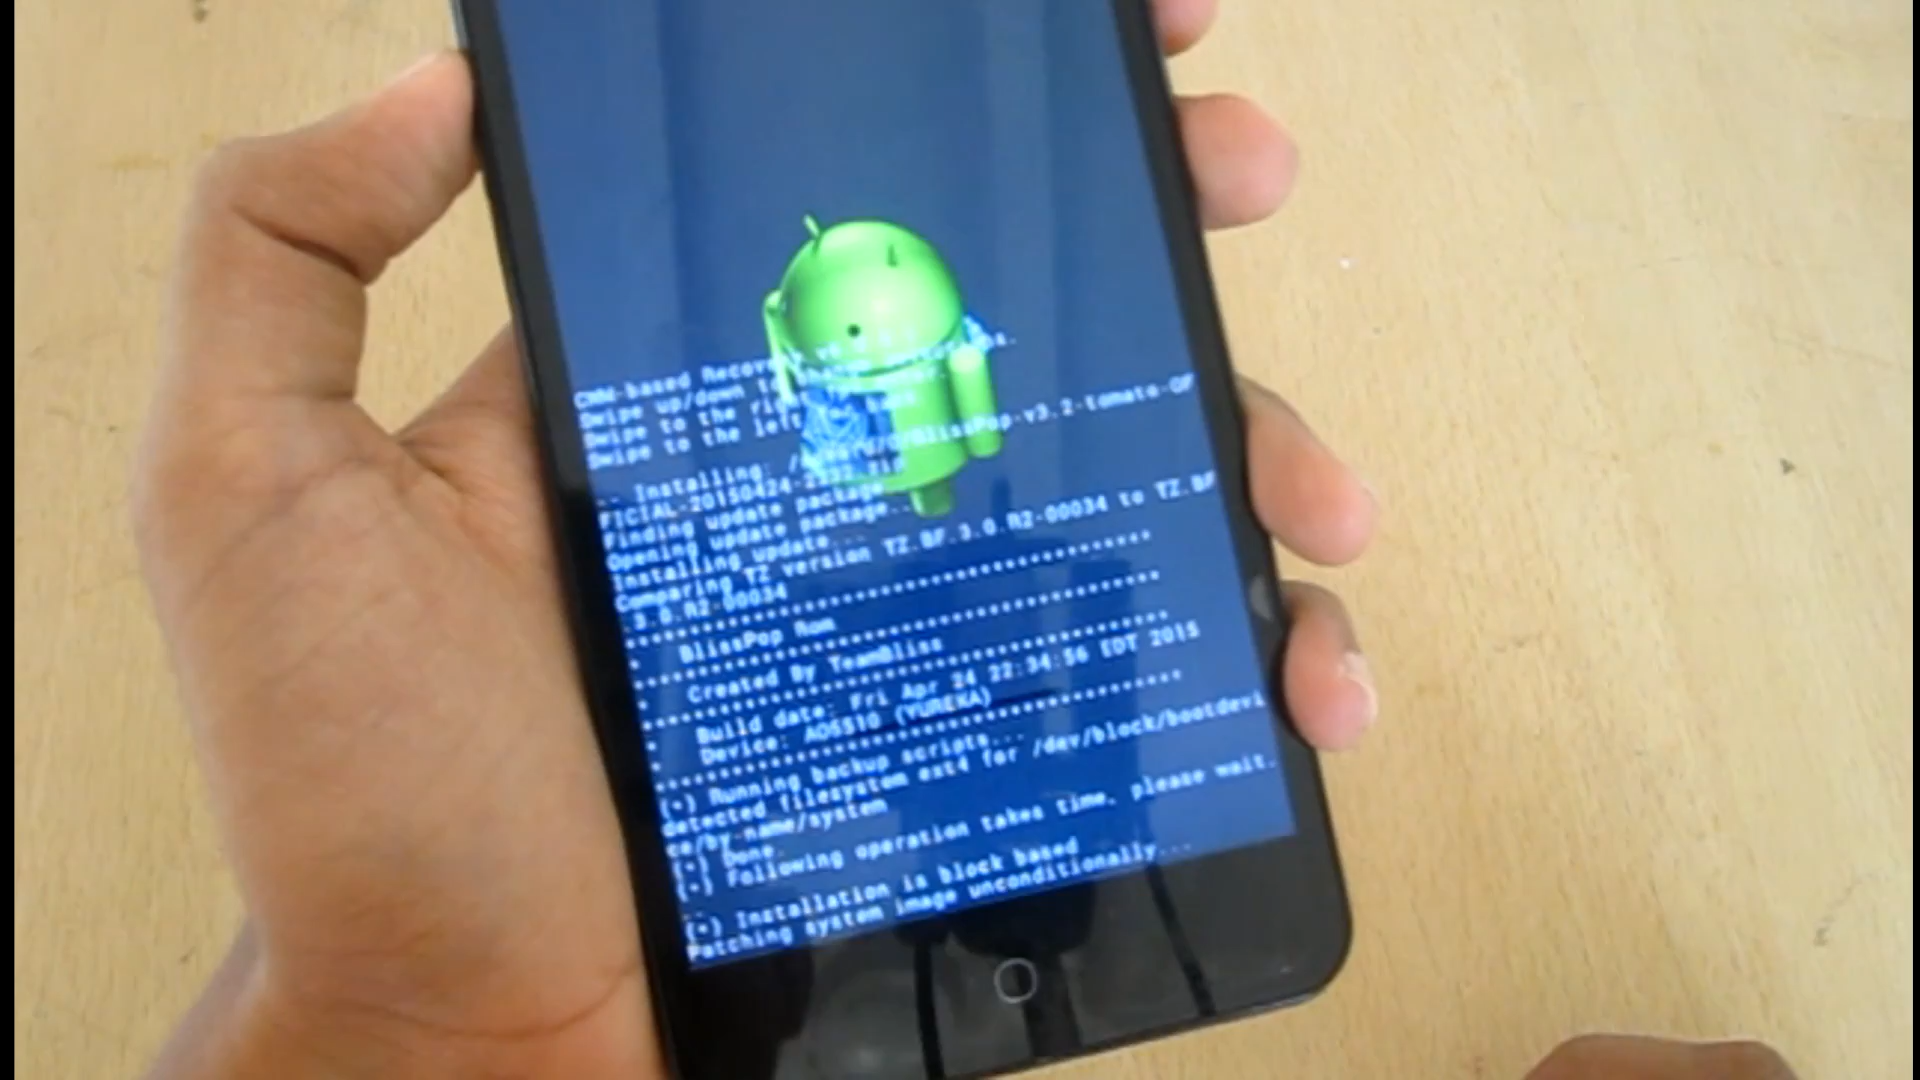 CWM-based Recovery
Swipe up/down to change
Swipe to the right
Swipe to the left
-- Installing: BlissPop-v3.2-tomato-OF
FICIAL-20150424-2232.zip
Finding update package
Opening update package...
Installing update...
Comparing TZ version TZ.BF.3.0.R2-00034 to TZ.BF
.3.0.R2-00034
BlissPop Rom
Created By TeamBliss
Build date: Fri Apr 24 22:34:56 EDT 2015
Device: AO5510 (YUREKA)
Running backup scripts...
detected filesystem ext4 for /dev/block/bootdevi
ce/by-name/system
Done.
Following operation takes time, please wait.
..
Installation is block based
Patching system image unconditionally...